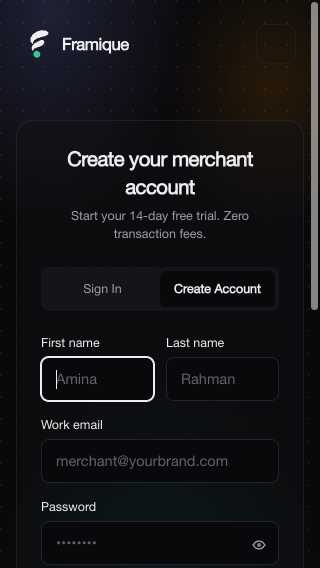 Framique
Create your merchant
account
Start your 14-day free trial. Zero
transaction fees.
Sign In
Create Account
First name
Last name
Amina
Rahman
Work email
merchant@yourbrand.com
Password
••••••••